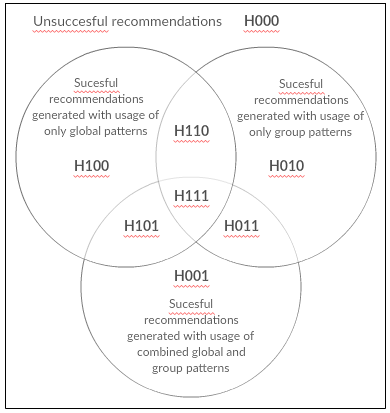 Unsuccesful recommendations H000
Sucesful
recommendations
generated with usage of
only global patterns
H100
Sucesful
recommendations
generated with usage of
only group patterns
H010
H110
H111
H101
H011
H001
Sucesful
recommendations
generated with usage of
combined global and
group patterns